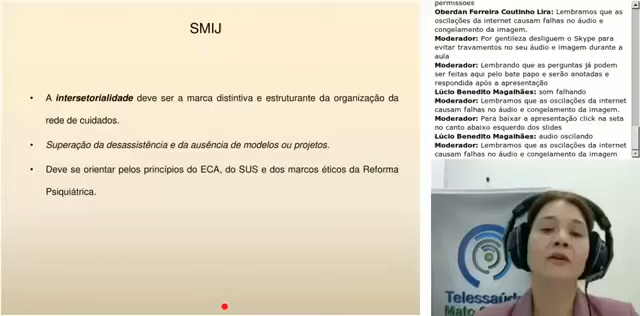 SMIJ
• A intersetorialidade deve ser a marca distintiva e estruturante da organização da
rede de cuidados.
• Superação da desassistência e da ausência de modelos ou projetos.
• Deve se orientar pelos princípios do ECA, do SUS e dos marcos éticos da Reforma
Psiquiátrica.
permissões
Oberdan Ferreira Coutinho Lira: Lembramos que as
oscilações da internet causam falhas no áudio e
congelamento da imagem.
Moderador: Por gentileza desliguem o Skype para
evitar travamentos no seu áudio e imagem durante a
aula
Moderador: Lembrando que as perguntas já podem
ser feitas aqui pelo bate papo e serão anotadas e
respondida após a apresentação
Lúcio Benedito Magalhães: som falhando
Moderador: Lembramos que as oscilações da internet
causam falhas no áudio e congelamento da imagem.
Moderador: Para baixar a apresentação click na seta
no canto abaixo esquerdo dos slides
Lúcio Benedito Magalhães: audio oscilando
Moderador: Lembramos que as oscilações da internet
causam falhas no áudio e congelamento da imagem
Telessaúd
Mato